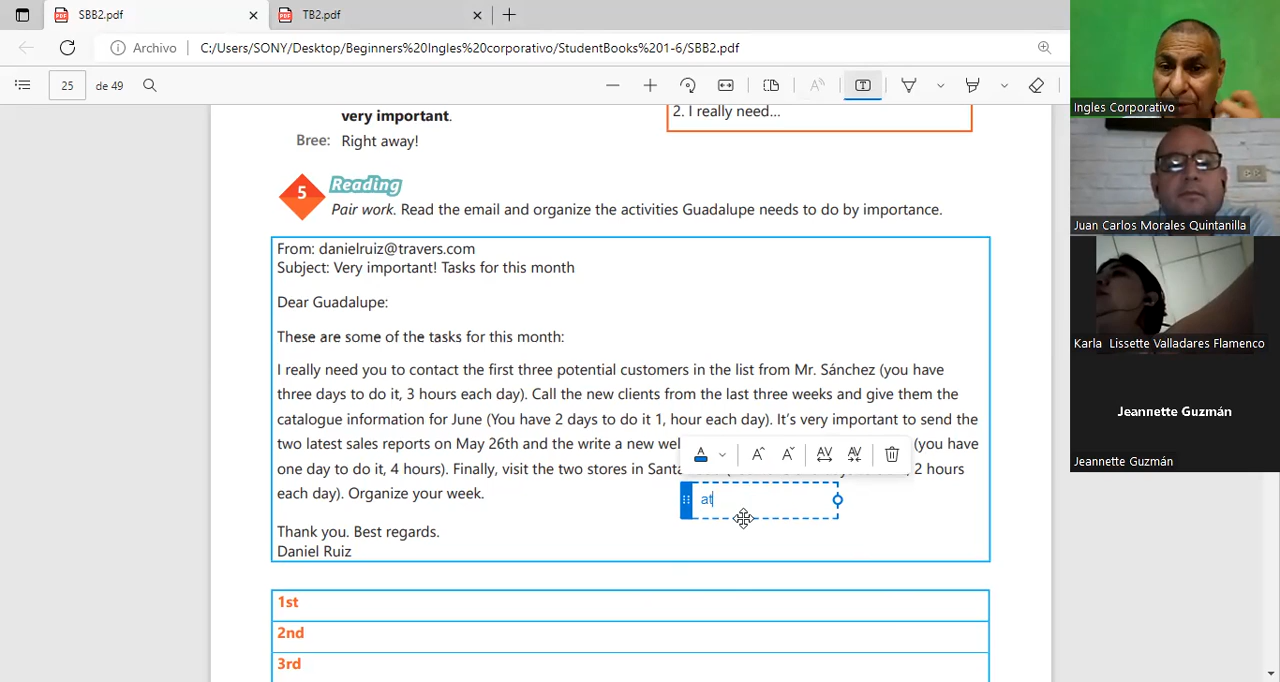 SBB2.pdf
TB2.pdf
Archivo
C:/Users/SONY/Desktop/Beginners%20Ingles%20corporativo/StudentBooks%201-6/SBB2.pdf
25
de 49
very important.
2. I really need...
Bree: Right away!
5
Reading
Pair work. Read the email and organize the activities Guadalupe needs to do by importance.
From: danielruiz@travers.com
Subject: Very important! Tasks for this month
Dear Guadalupe:
These are some of the tasks for this month:
I really need you to contact the first three potential customers in the list from Mr. Sánchez (you have
three days to do it, 3 hours each day). Call the new clients from the last three weeks and give them the
catalogue information for June (You have 2 days to do it 1, hour each day). It's very important to send the
two latest sales reports on May 26th and the write a new (you have
one day to do it, 4 hours). Finally, visit the two stores in 2 hours
each day). Organize your week.
at
Thank you. Best regards.
Daniel Ruiz
1st
2nd
3rd
Ingles Corporativo
Juan Carlos Morales Quintanilla
Karla Lissette Valladares Flamenco
Jeannette Guzmán
Jeannette Guzmán